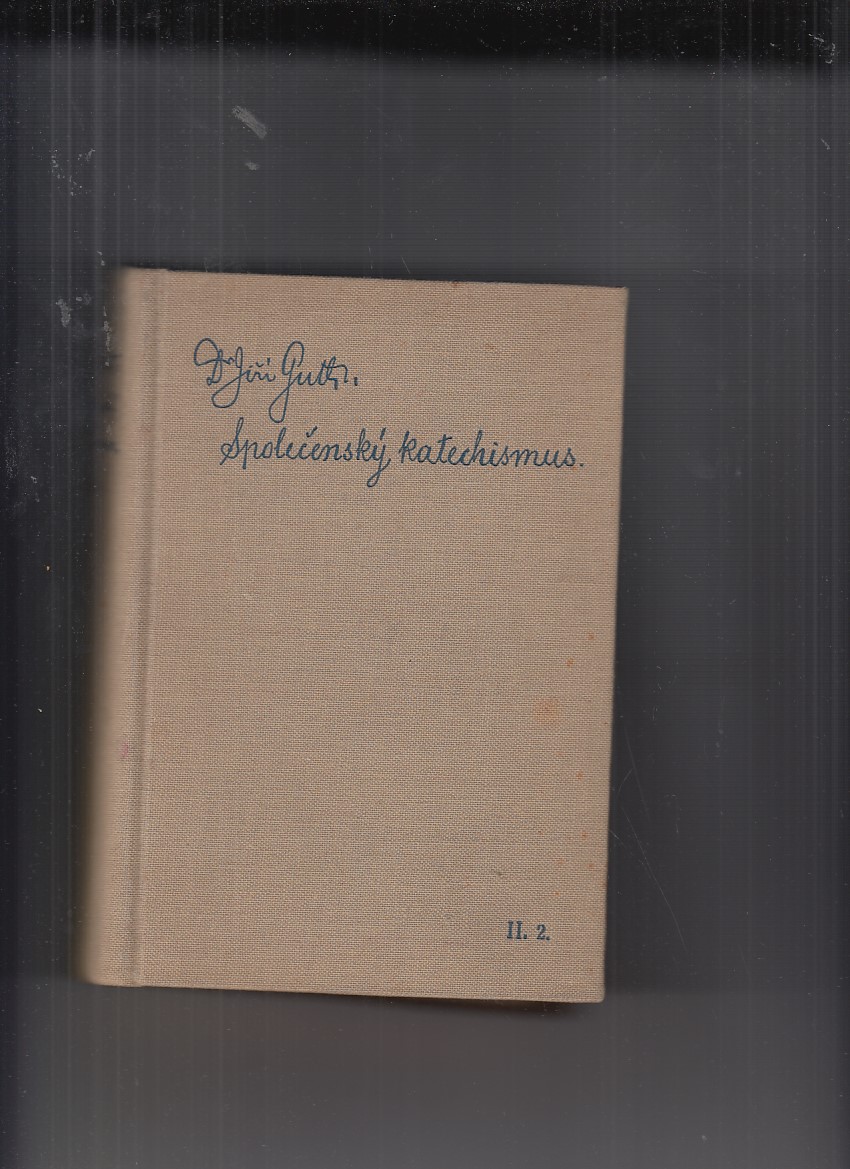 Dr Jiří Guth.
Společenský katechismus.
II. 2.